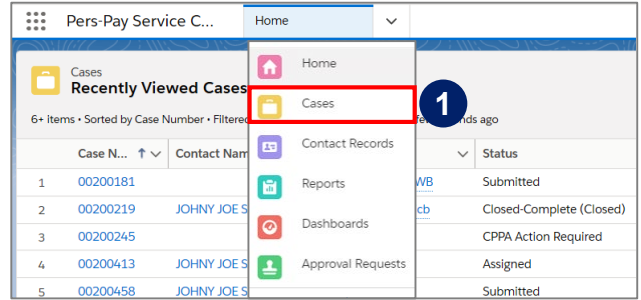 Pers-Pay Service C... Home
Cases
Recently Viewed Cases
Home
Cases
1
6+ items • Sorted by Case Number • Filtered ago
Contact Records
Case N... Contact Nam Status
Reports
1 00200181 WB Submitted
2 00200219 JOHNY JOE S cb Closed-Complete (Closed)
Dashboards
3 00200245 CPPA Action Required
4 00200413 JOHNY JOE S Assigned
Approval Requests
5 00200458 JOHNY JOE S Submitted